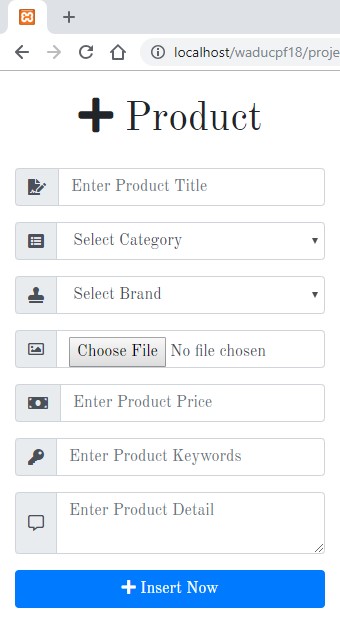 localhost/waducpf18/proje
Product
Enter Product Title
Select Category
Select Brand
Choose File No file chosen
Enter Product Price
Enter Product Keywords
Enter Product Detail
Insert Now